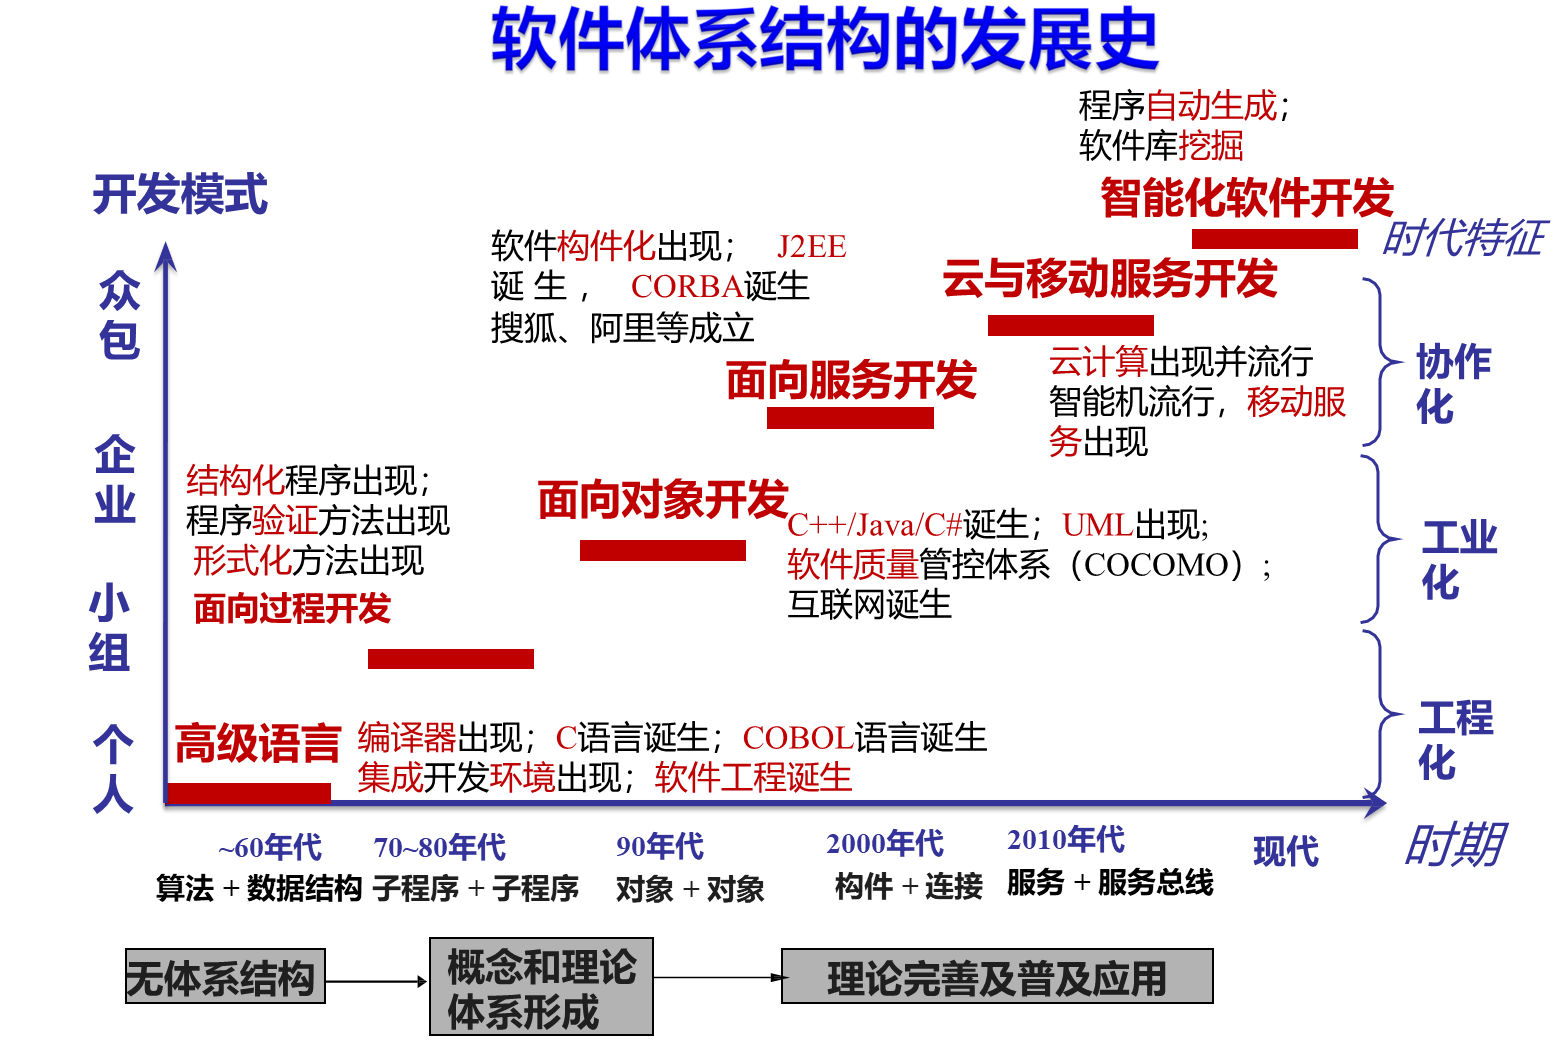 软件体系结构的发展史
程序自动生成；
软件库挖掘
智能化软件开发
时代特征
开发模式
众
包
企
业
小
组
个
人
软件构件化出现； J2EE
诞 生 ， CORBA诞生
搜狐、阿里等成立
云与移动服务开发
云计算出现并流行
智能机流行，移动服
务出现
面向服务开发
协作
化
结构化程序出现；
程序验证方法出现
形式化方法出现
面向过程开发
面向对象开发
C++/Java/C#诞生；UML出现;
软件质量管控体系（COCOMO）;
互联网诞生
工业
化
高级语言
编译器出现；C语言诞生；COBOL语言诞生
集成开发环境出现；软件工程诞生
工程
化
~60年代
70~80年代
90年代
2000年代
2010年代
现代
时期
算法 + 数据结构
子程序 + 子程序
对象 + 对象
构件 + 连接
服务 + 服务总线
无体系结构
概念和理论
体系形成
理论完善及普及应用